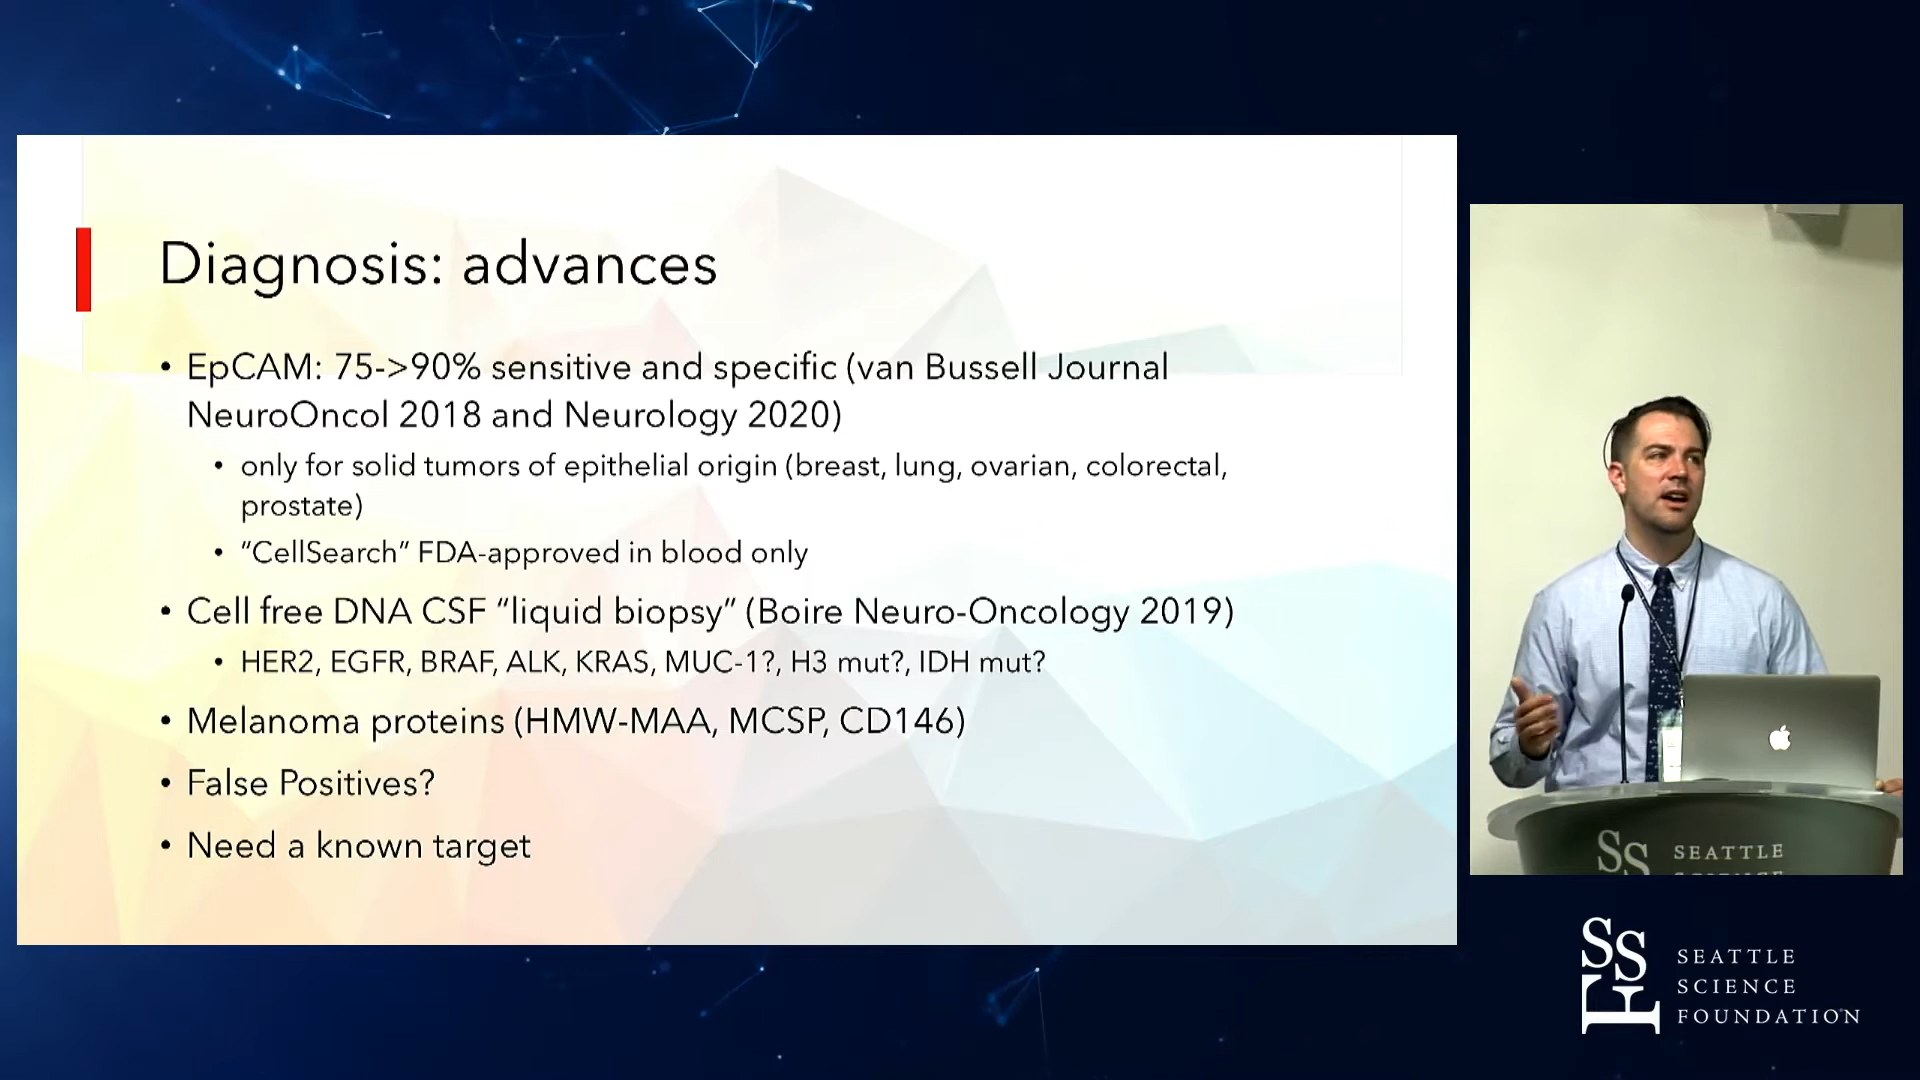 Diagnosis: advances
• EpCAM: 75->90% sensitive and specific (van Bussell Journal
NeuroOncol 2018 and Neurology 2020)
• only for solid tumors of epithelial origin (breast, lung, ovarian, colorectal,
prostate)
• “CellSearch” FDA-approved in blood only
• Cell free DNA CSF “liquid biopsy” (Boire Neuro-Oncology 2019)
• HER2, EGFR, BRAF, ALK, KRAS, MUC-1?, H3 mut?, IDH mut?
• Melanoma proteins (HMW-MAA, MCSP, CD146)
• False Positives?
• Need a known target
SS SEATTLE
SSF
SEATTLE
SCIENCE
FOUNDATION